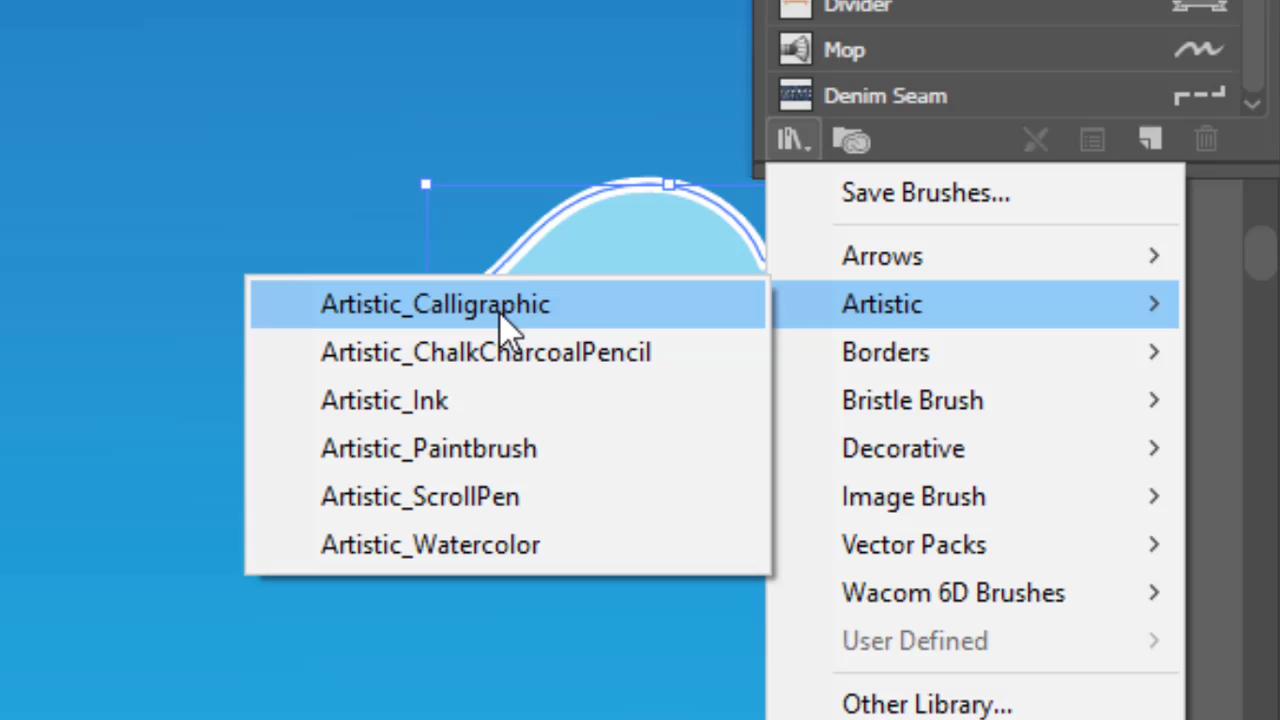 Divider
Mop
Denim Seam
Save Brushes...
Arrows
Artistic
Borders
Bristle Brush
Decorative
Image Brush
Vector Packs
Wacom 6D Brushes
User Defined
Other Library...
Artistic_Calligraphic
Artistic_ChalkCharcoalPencil
Artistic_Ink
Artistic_Paintbrush
Artistic_ScrollPen
Artistic_Watercolor